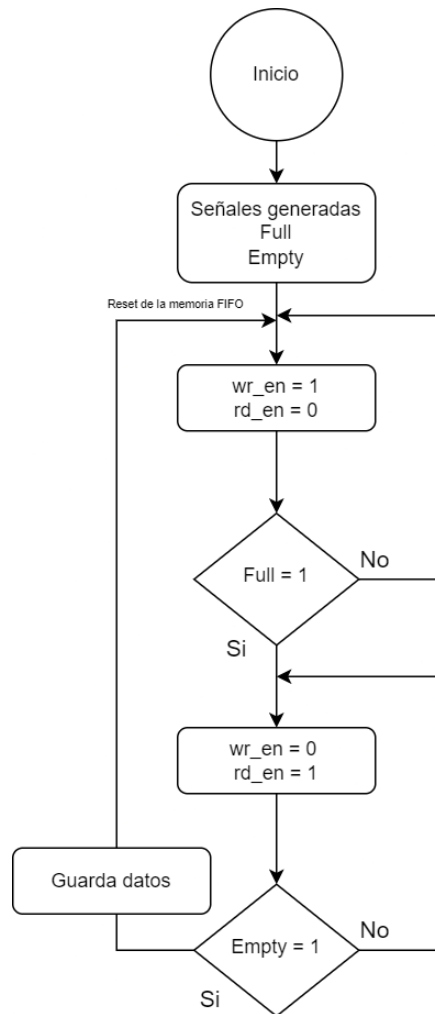 Inicio
Señales generadas
Full
Empty
Reset de la memoria FIFO
wr_en = 1
rd_en = 0
Full = 1
No
Si
wr_en = 0
rd_en = 1
Guarda datos
Empty = 1
No
Si